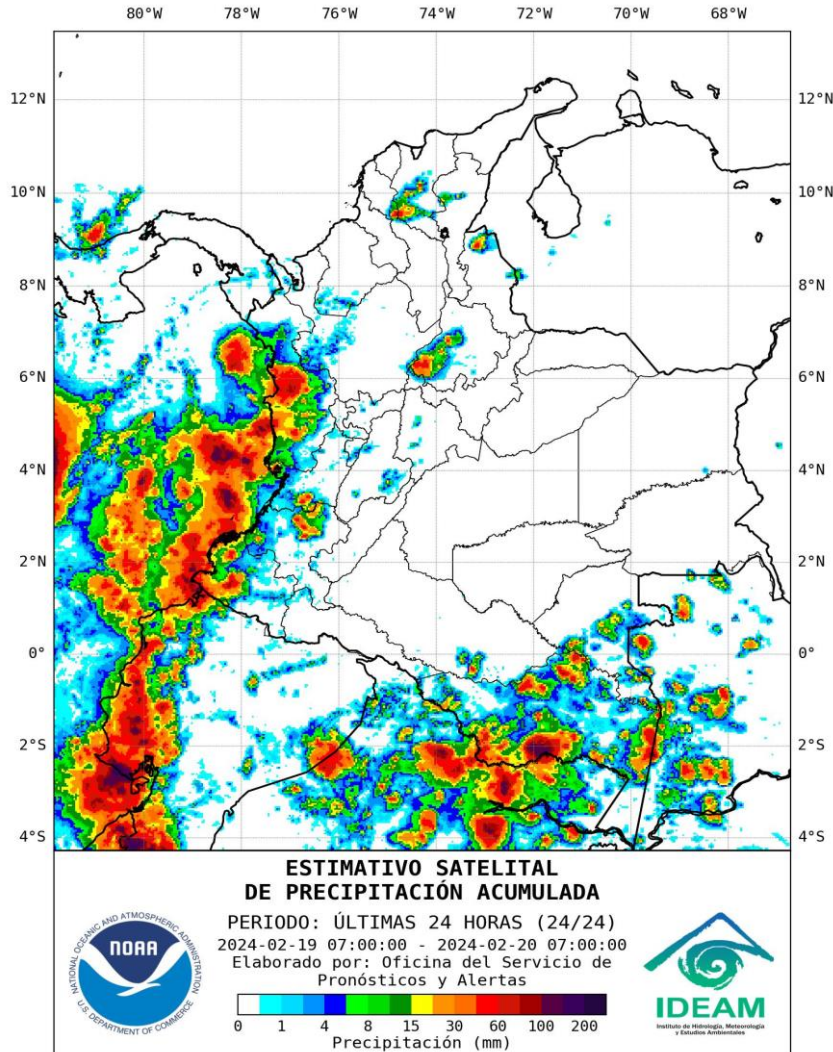 80°W 78°W 76°W 74°W 72°W 70°W 68°W
12°N 12°N
10°N 10°N
8°N 8°N
6°N 6°N
4°N 4°N
2°N 2°N
0° 0°
2°S 2°S
4°S 4°S
ESTIMATIVO SATELITAL
DE PRECIPITACIÓN ACUMULADA
PERIODO: ÚLTIMAS 24 HORAS (24/24)
2024-02-19 07:00:00 - 2024-02-20 07:00:00
Elaborado por: Oficina del Servicio de
Pronósticos y Alertas
0 1 4 8 15 30 60 100 200
Precipitación (mm)
NATIONAL OCEANIC AND ATMOSPHERIC ADMINISTRATION
NOAA
U.S. DEPARTMENT OF COMMERCE
IDEAM
Instituto de Hidrología, Meteorología
y Estudios Ambientales